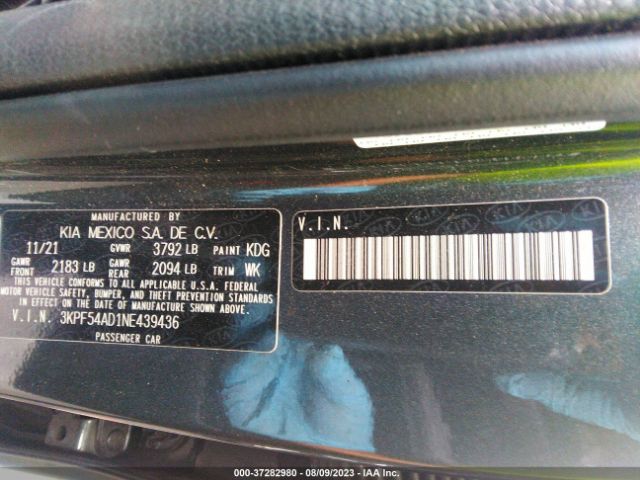 MANUFACTURED BY
KIA MEXICO S.A. DE C.V.
11/21 GVWR 3792 LB PAINT KDG
GAWR FRONT 2183 LB GAWR REAR 2094 LB TRIM WK
THIS VEHICLE CONFORMS TO ALL APPLICABLE U.S.A. FEDERAL
MOTOR VEHICLE SAFETY, BUMPER, AND THEFT PREVENTION STANDARDS
IN EFFECT ON THE DATE OF MANUFACTURE SHOWN ABOVE.
V.I.N. 3KPF54AD1NE439436
PASSENGER CAR
V.I.N.
000-37282980 - 08/09/2023 - IAA Inc.